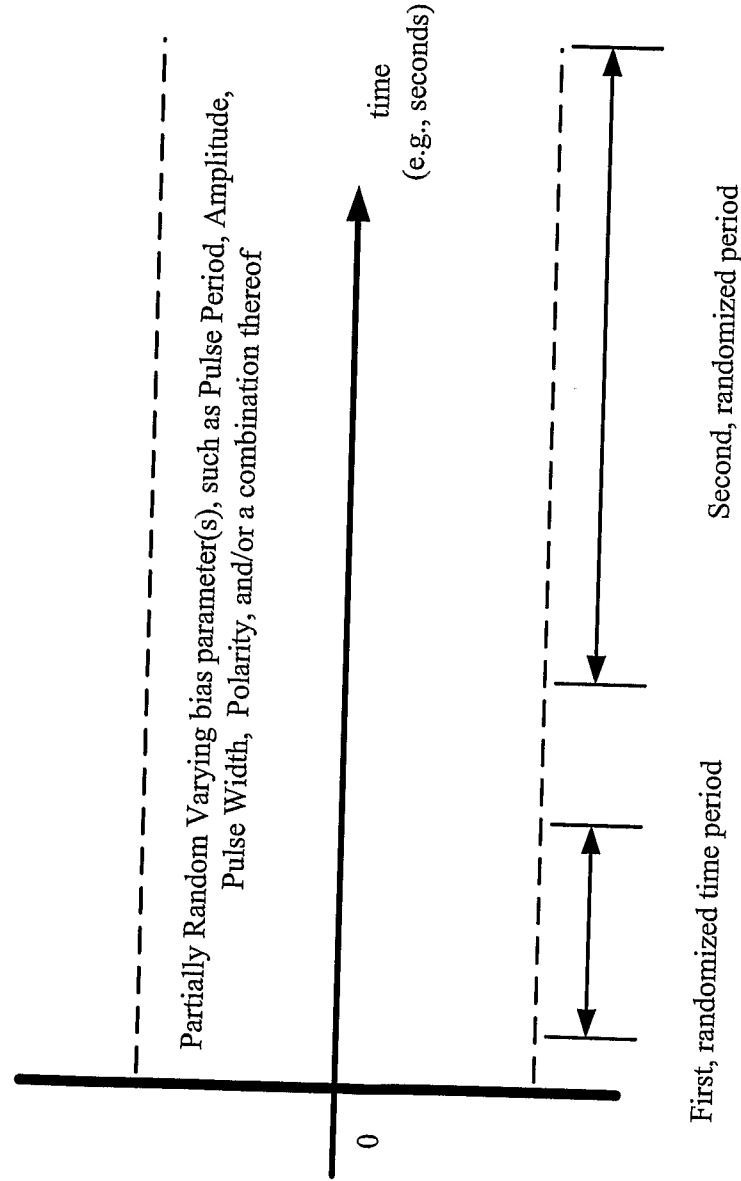 Partially Random Varying bias parameter(s), such as Pulse Period, Amplitude,
Pulse Width, Polarity, and/or a combination thereof
time
(e.g., seconds)
0
First, randomized time period
Second, randomized period